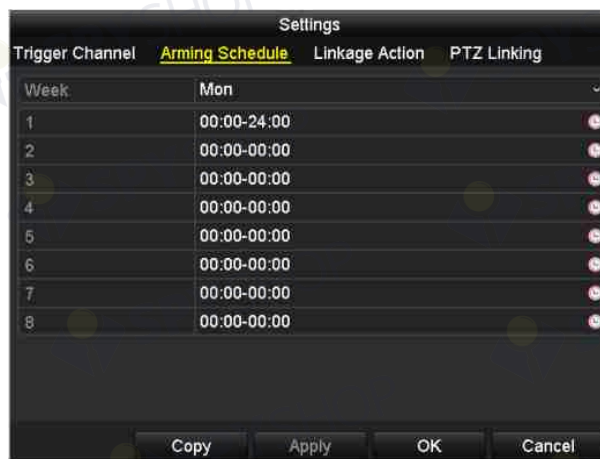 Settings
Trigger Channel Arming Schedule Linkage Action PTZ Linking
Week Mon
1 00:00-24:00
2 00:00-00:00
3 00:00-00:00
4 00:00-00:00
5 00:00-00:00
6 00:00-00:00
7 00:00-00:00
8 00:00-00:00
Copy Apply OK Cancel